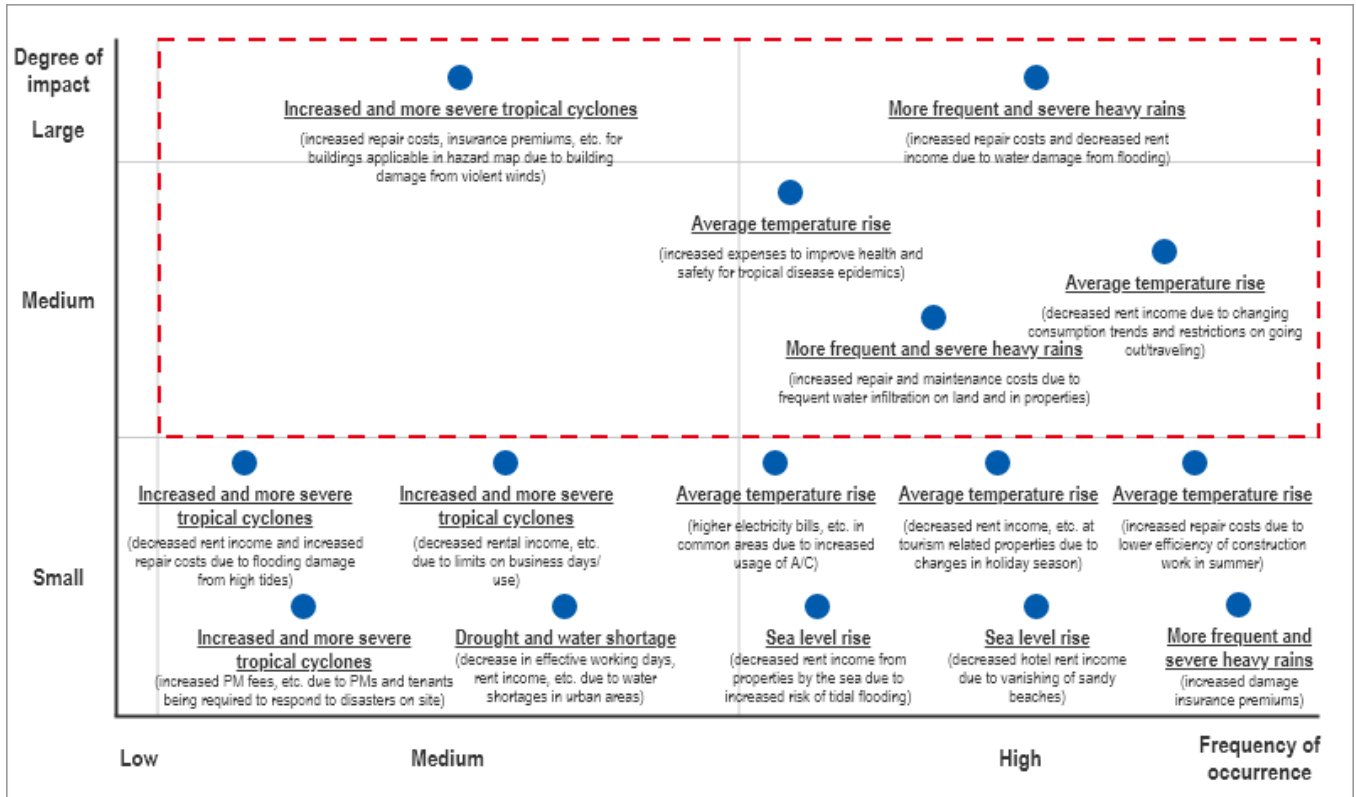 Degree of
impact
Large
Increased and more severe tropical cyclones
(increased repair costs, insurance premiums, etc. for
buildings applicable in hazard map due to building
damage from violent winds)
More frequent and severe heavy rains
(increased repair costs and decreased rent
income due to water damage from flooding)
Medium
Average temperature rise
(increased expenses to improve health and
safety for tropical disease epidemics)
Average temperature rise
(decreased rent income due to changing
consumption trends and restrictions on going
out/traveling)
More frequent and severe heavy rains
(increased repair and maintenance costs due to
frequent water infiltration on land and in properties)
Small
Increased and more severe
tropical cyclones
(decreased rent income and increased
repair costs due to flooding damage
from high tides)
Increased and more severe
tropical cyclones
(decreased rental income, etc.
due to limits on business days/
use)
Average temperature rise
(higher electricity bills, etc. in
common areas due to increased
usage of A/C)
Average temperature rise
(decreased rent income, etc. at
tourism related properties due to
changes in holiday season)
Average temperature rise
(increased repair costs due to
lower efficiency of construction
work in summer)
Increased and more severe
tropical cyclones
(increased PM fees, etc. due to PMs and tenants
being required to respond to disasters on site)
Drought and water shortage
(decrease in effective working days,
rent income, etc. due to water
shortages in urban areas)
Sea level rise
(decreased rent income from
properties by the sea due to
increased risk of tidal flooding)
Sea level rise
(decreased hotel rent income
due to vanishing of sandy
beaches)
More frequent and
severe heavy rains
(increased damage
insurance premiums)
Low
Medium
High
Frequency of
occurrence